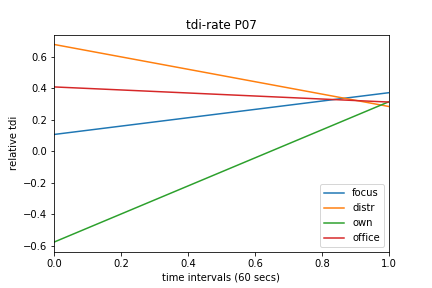 tdi-rate P07
relative tdi
0.6
0.4
0.2
0.0
−0.2
−0.4
−0.6
focus
distr
own
office
0.0 0.2 0.4 0.6 0.8 1.0
time intervals (60 secs)